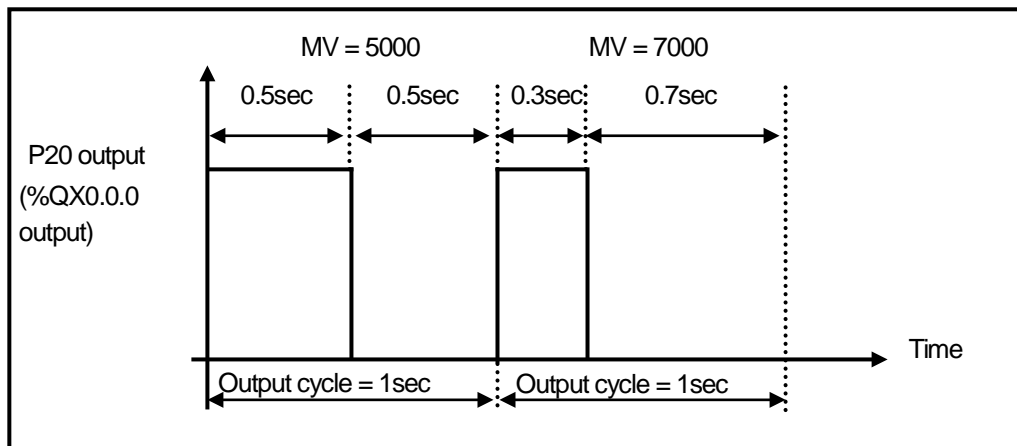 MV = 5000 MV = 7000
0.5sec 0.5sec 0.3sec 0.7sec
P20 output
(%QX0.0.0
output)
Time
Output cycle = 1sec Output cycle = 1sec